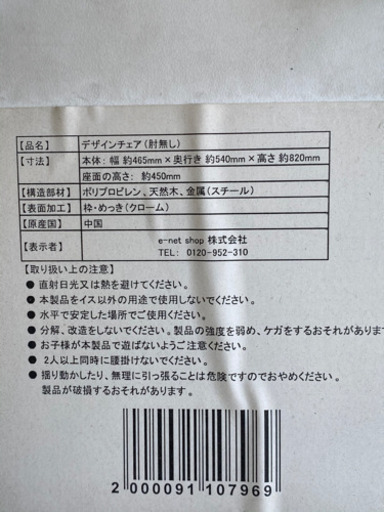 【品名】 デザインチェア(肘無し)
【寸法】 本体: 幅 約465mm×奥行き 約540mm×高さ 約820mm
座面の高さ: 約450mm
【構造部材】 ポリプロピレン、天然木、金属(スチール)
【表面加工】 枠・めっき(クローム)
【原産国】 中国
【表示者】 e-net shop 株式会社
TEL: 0120-952-310
【取り扱い上の注意】
● 直射日光又は熱を避けてください。
● 本製品をイス以外の用途で使用しないでください。
● 水平で安定した場所でご使用ください。
● 分解、改造をしないでください。製品の強度を弱め、ケガをするおそれがありま
● お子様が本製品で遊ばないようご注意ください。
● 2人以上同時に腰掛けないでください。
● 揺り動かしたり、無理に引っ張ることは危険ですのでおやめください。
製品が破損するおそれがあります。
2 000091 107969